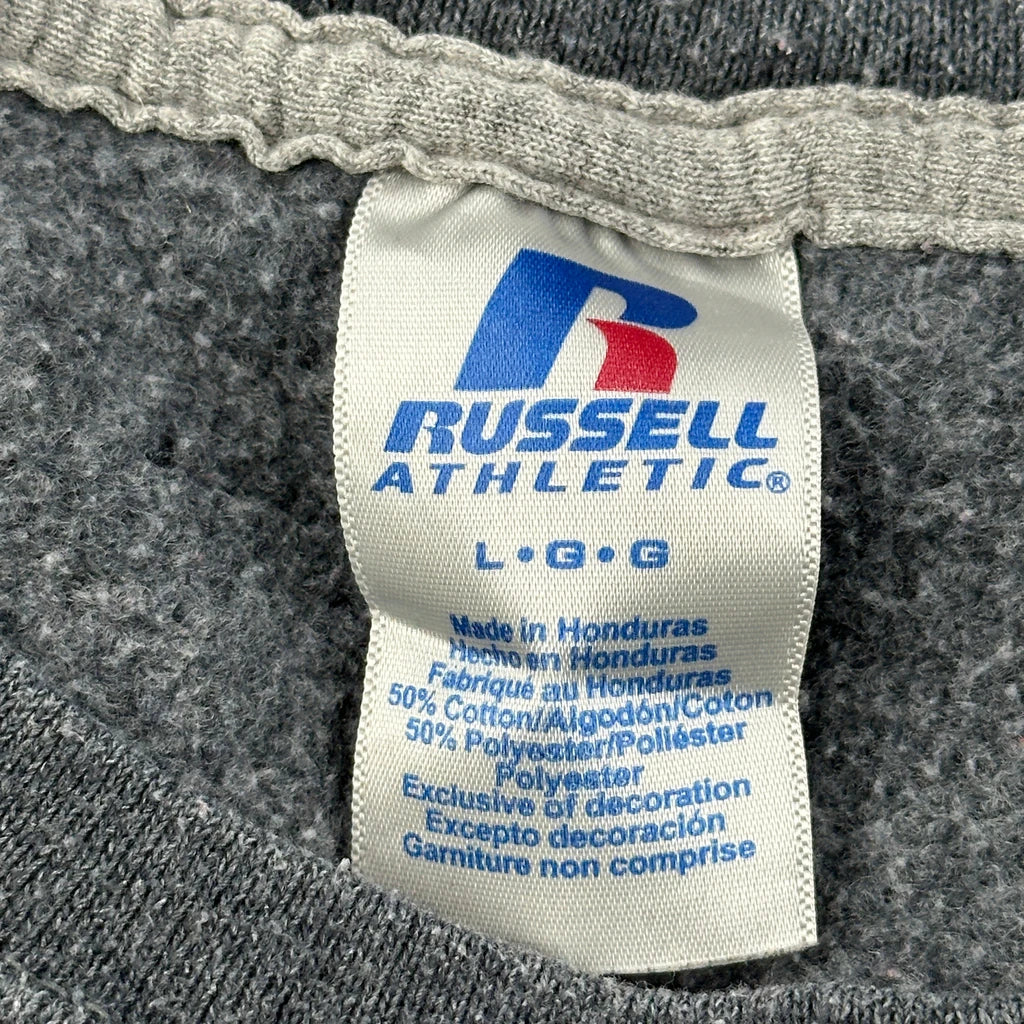 RUSSELL
ATHLETIC®
L•G•G
Made in Honduras
Hecho en Honduras
Fabriqué au Honduras
50% Cotton/Algodón/Coton
50% Polyester/Poliéster
Polyester
Exclusive of decoration
Excepto decoración
Garniture non comprise